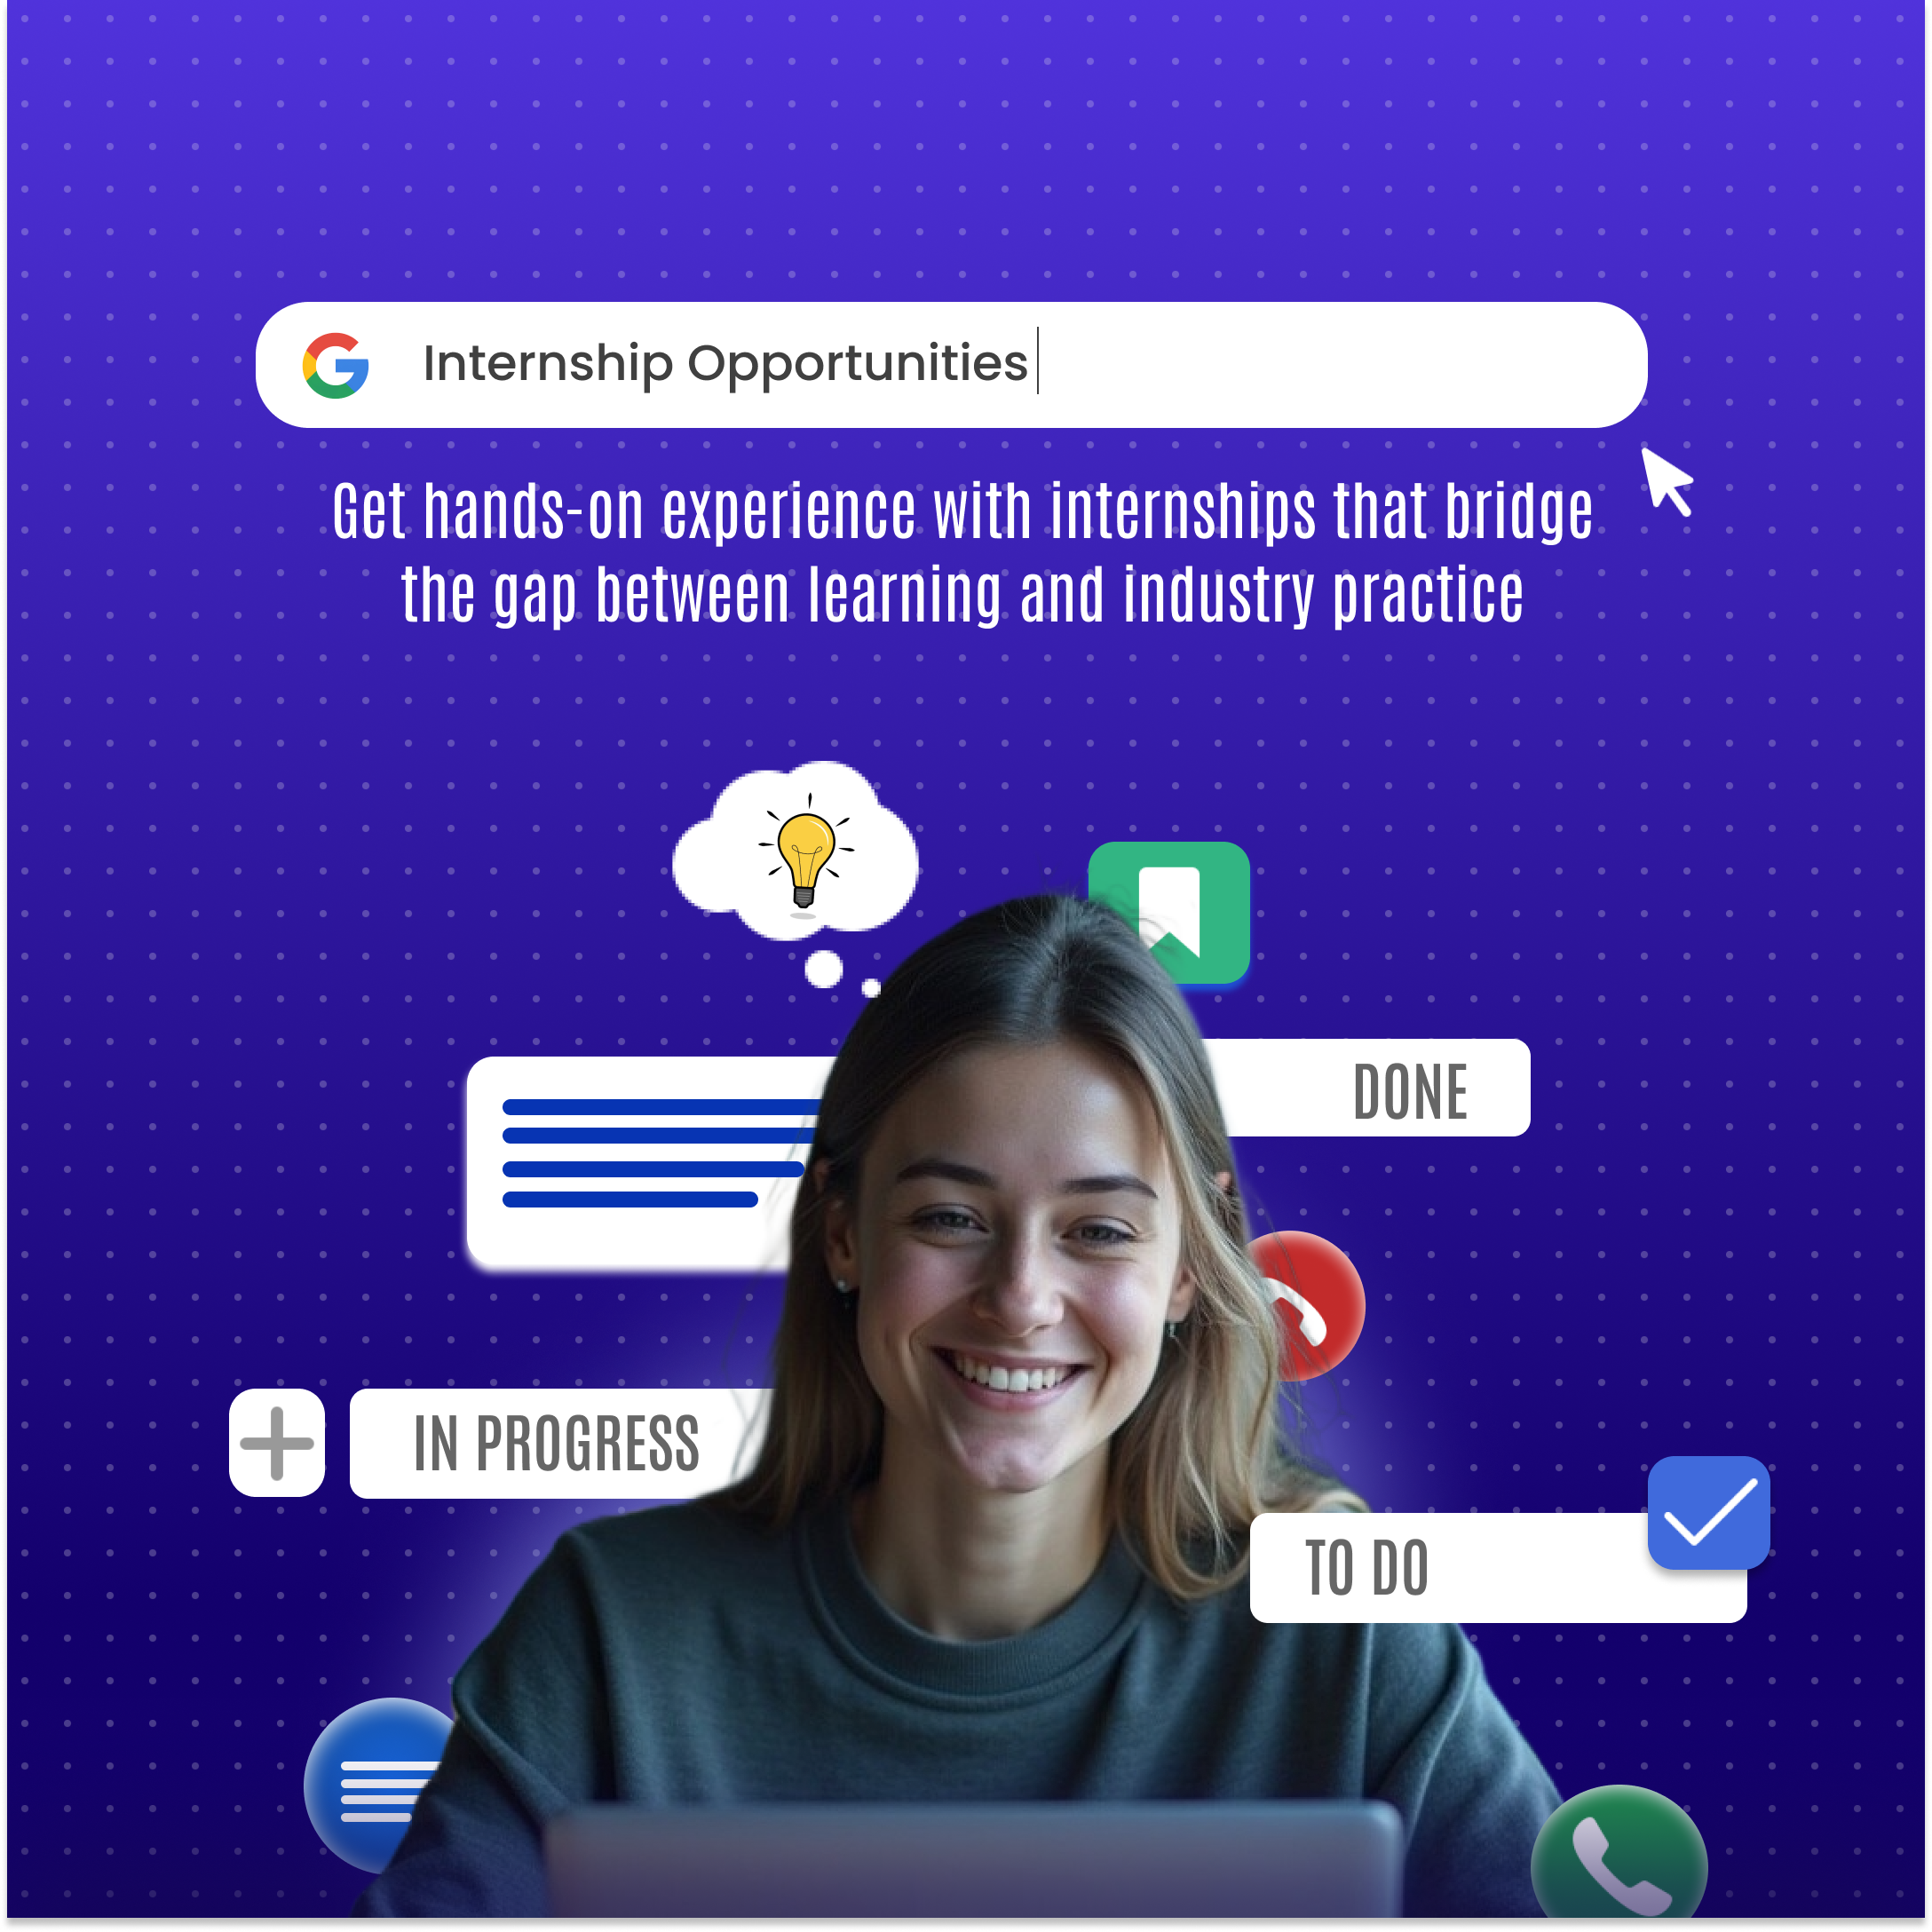 Internship Opportunities
Get hands-on experience with internships that bridge
the gap between learning and industry practice
DONE
IN PROGRESS
TO DO